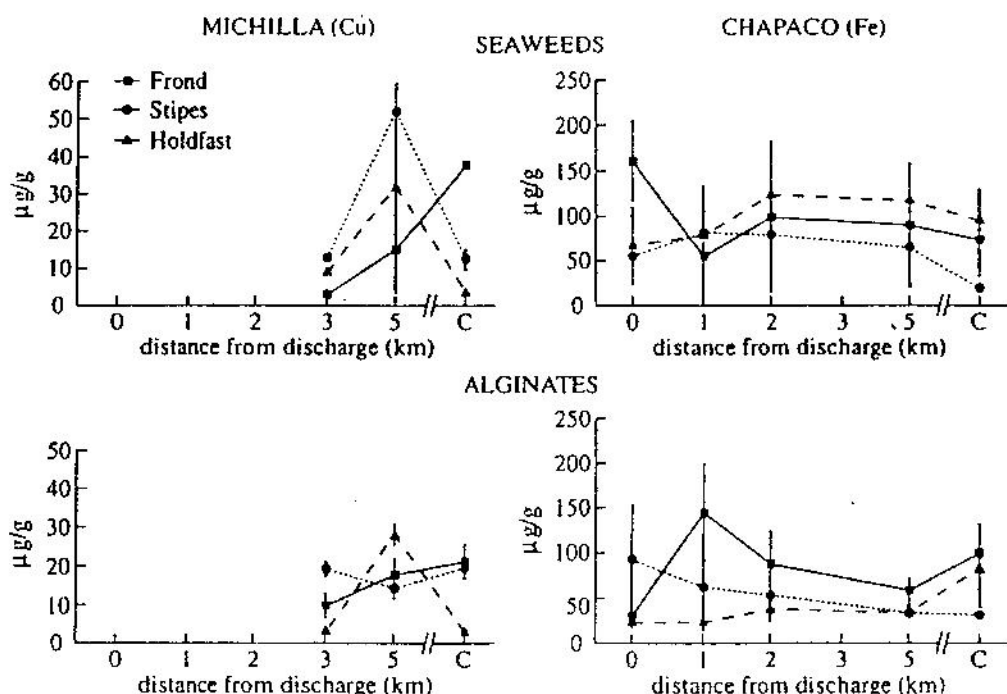 MICHILLA (Cu)
CHAPACO (Fe)
SEAWEEDS
Frond
Stipes
Holdfast
µg/g
60
50
40
30
20
10
0
0 1 2 3 5 C
distance from discharge (km)
µg/g
250
200
150
100
50
0
0 1 2 3 5 C
distance from discharge (km)
ALGINATES
µg/g
50
40
30
20
10
0
0 1 2 3 5 C
distance from discharge (km)
µg/g
250
200
150
100
50
0
0 1 2 3 5 C
distance from discharge (km)